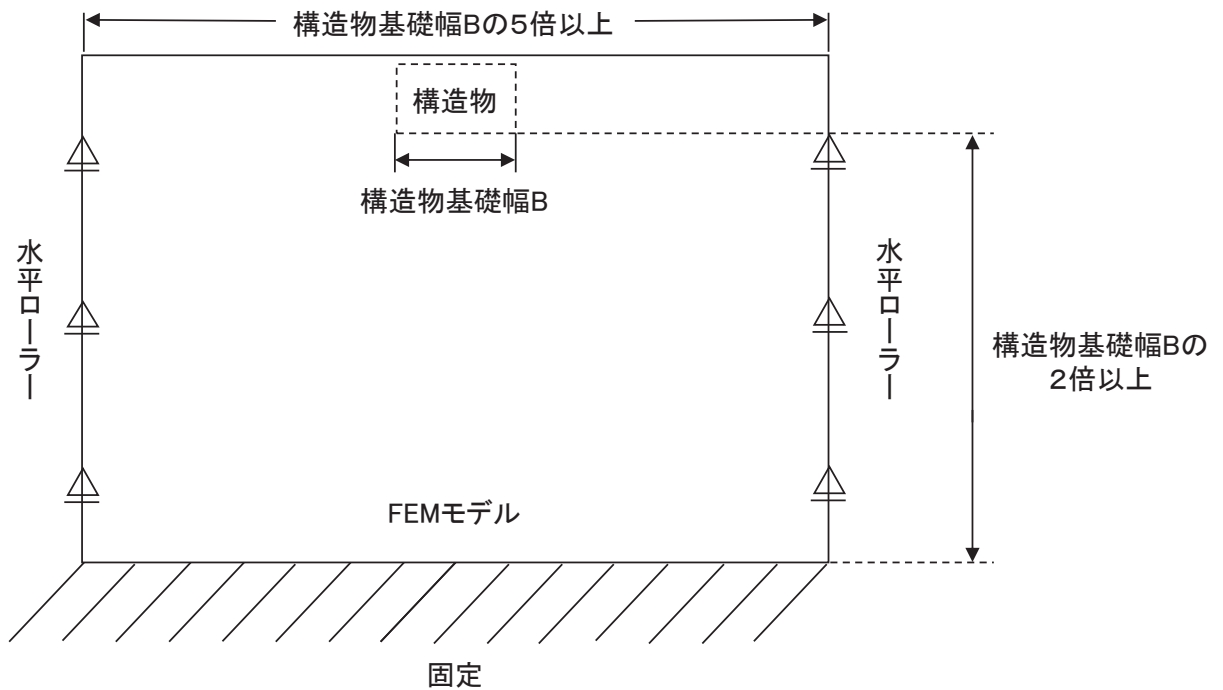 構造物基礎幅Bの5倍以上
構造物
構造物基礎幅B
水平ローラー
水平ローラー
構造物基礎幅Bの
2倍以上
FEMモデル
固定